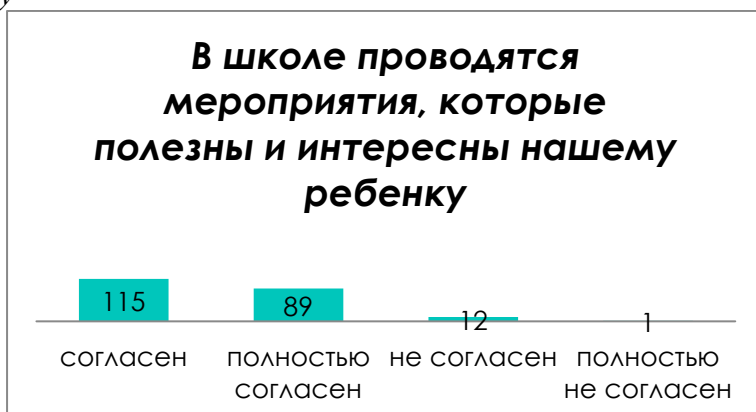 В школе проводятся
мероприятия, которые
полезны и интересны нашему
ребенку
115
89
12
1
согласен
полностью
согласен
не согласен
полностью
не согласен